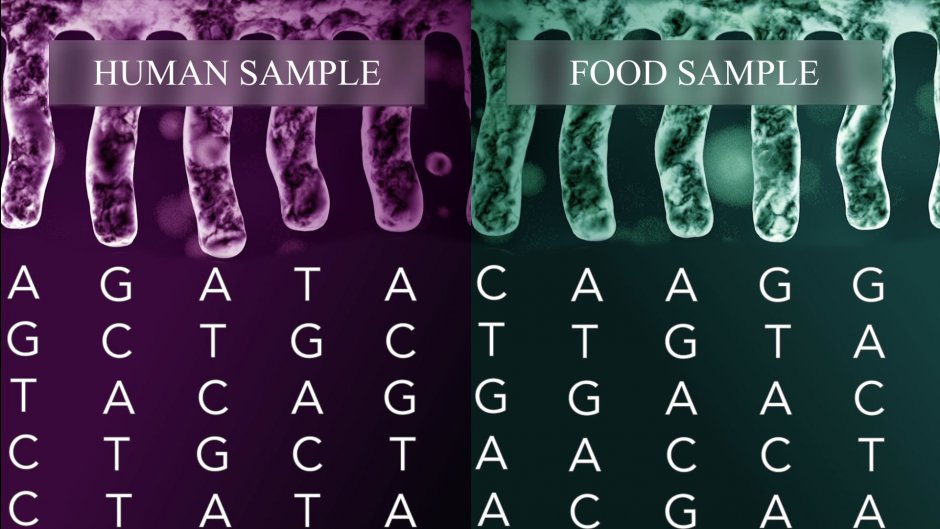 HUMAN SAMPLE
A G A T A
G C T G C
T A C A G
C T G C T
C T A T A
FOOD SAMPLE
C A A G G
T T G T A
G G A A C
A A C C T
A C G A A